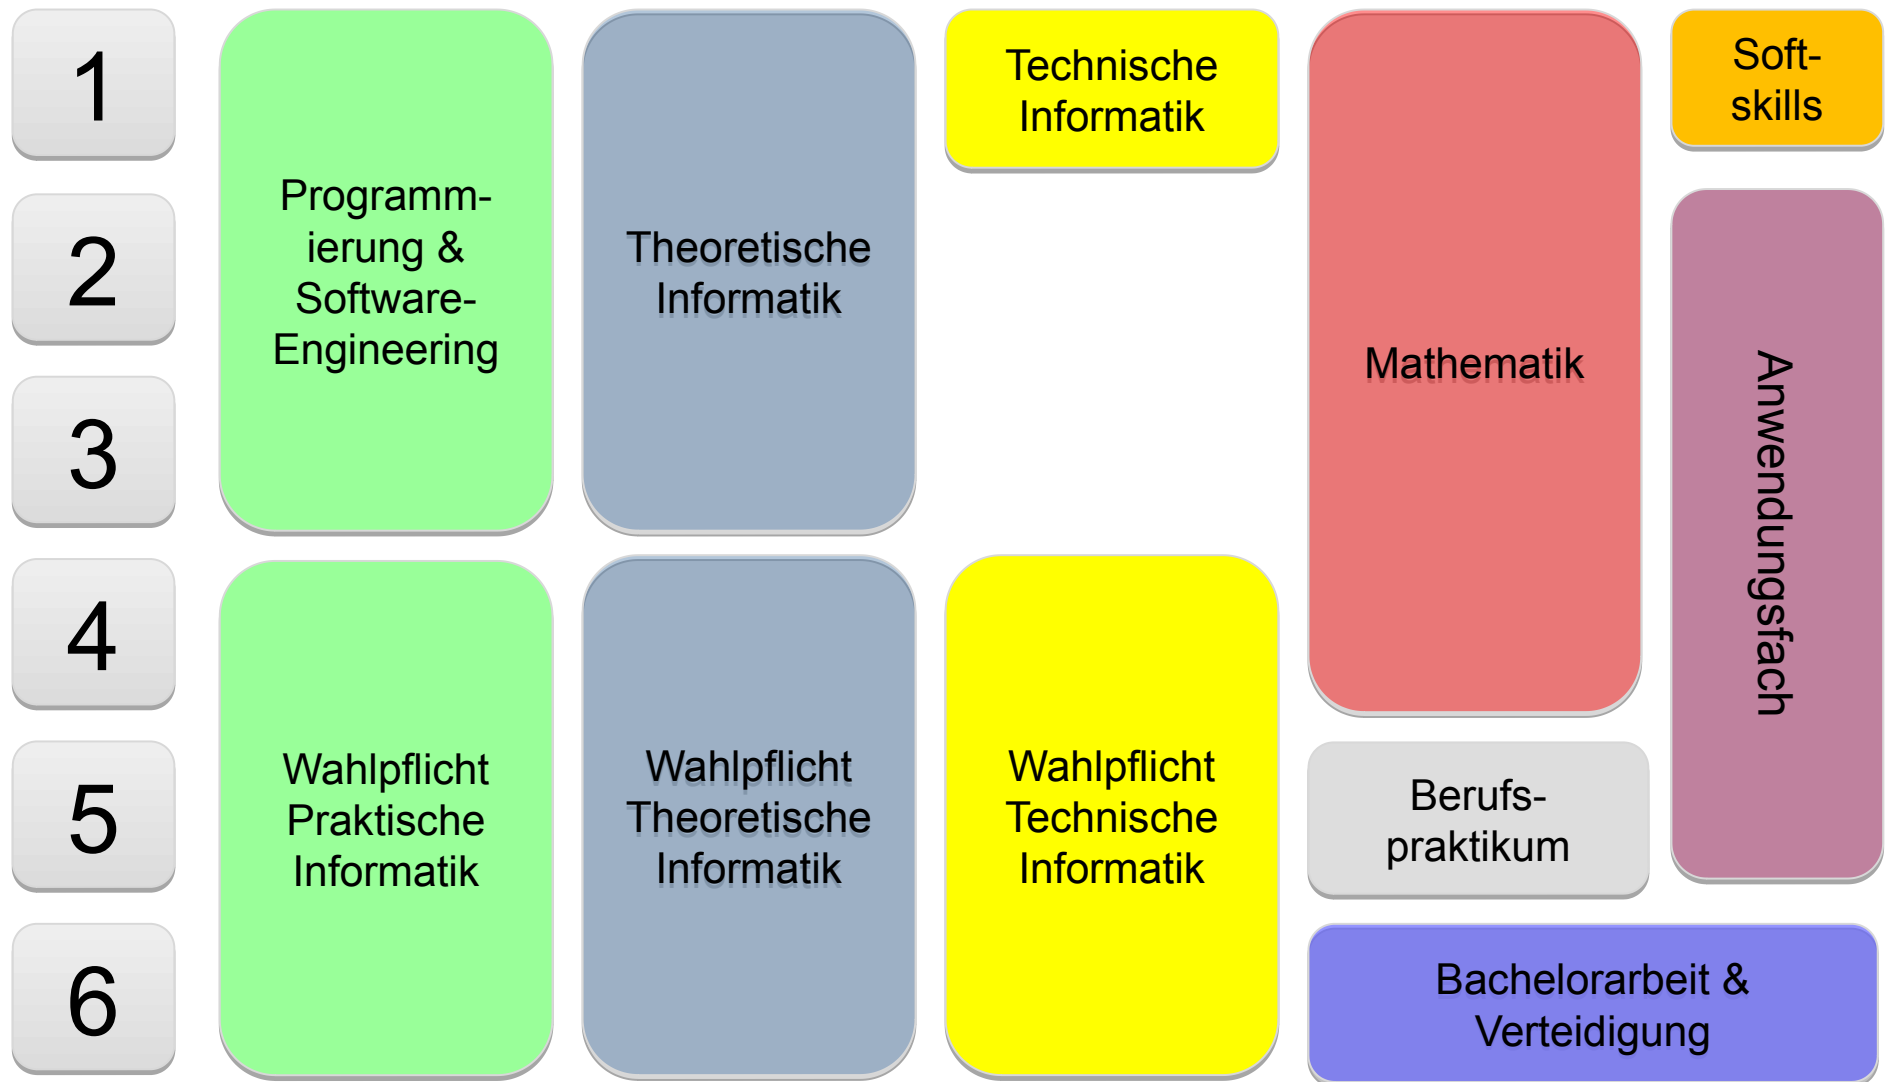 1
Programm-
ierung &
Software-
Engineering
Theoretische
Informatik
Technische
Informatik
Mathematik
Soft-
skills
2
Anwendungsfach
3
4
Wahlpflicht
Praktische
Informatik
Wahlpflicht
Theoretische
Informatik
Wahlpflicht
Technische
Informatik
5
Berufs-
praktikum
6
Bachelorarbeit &
Verteidigung